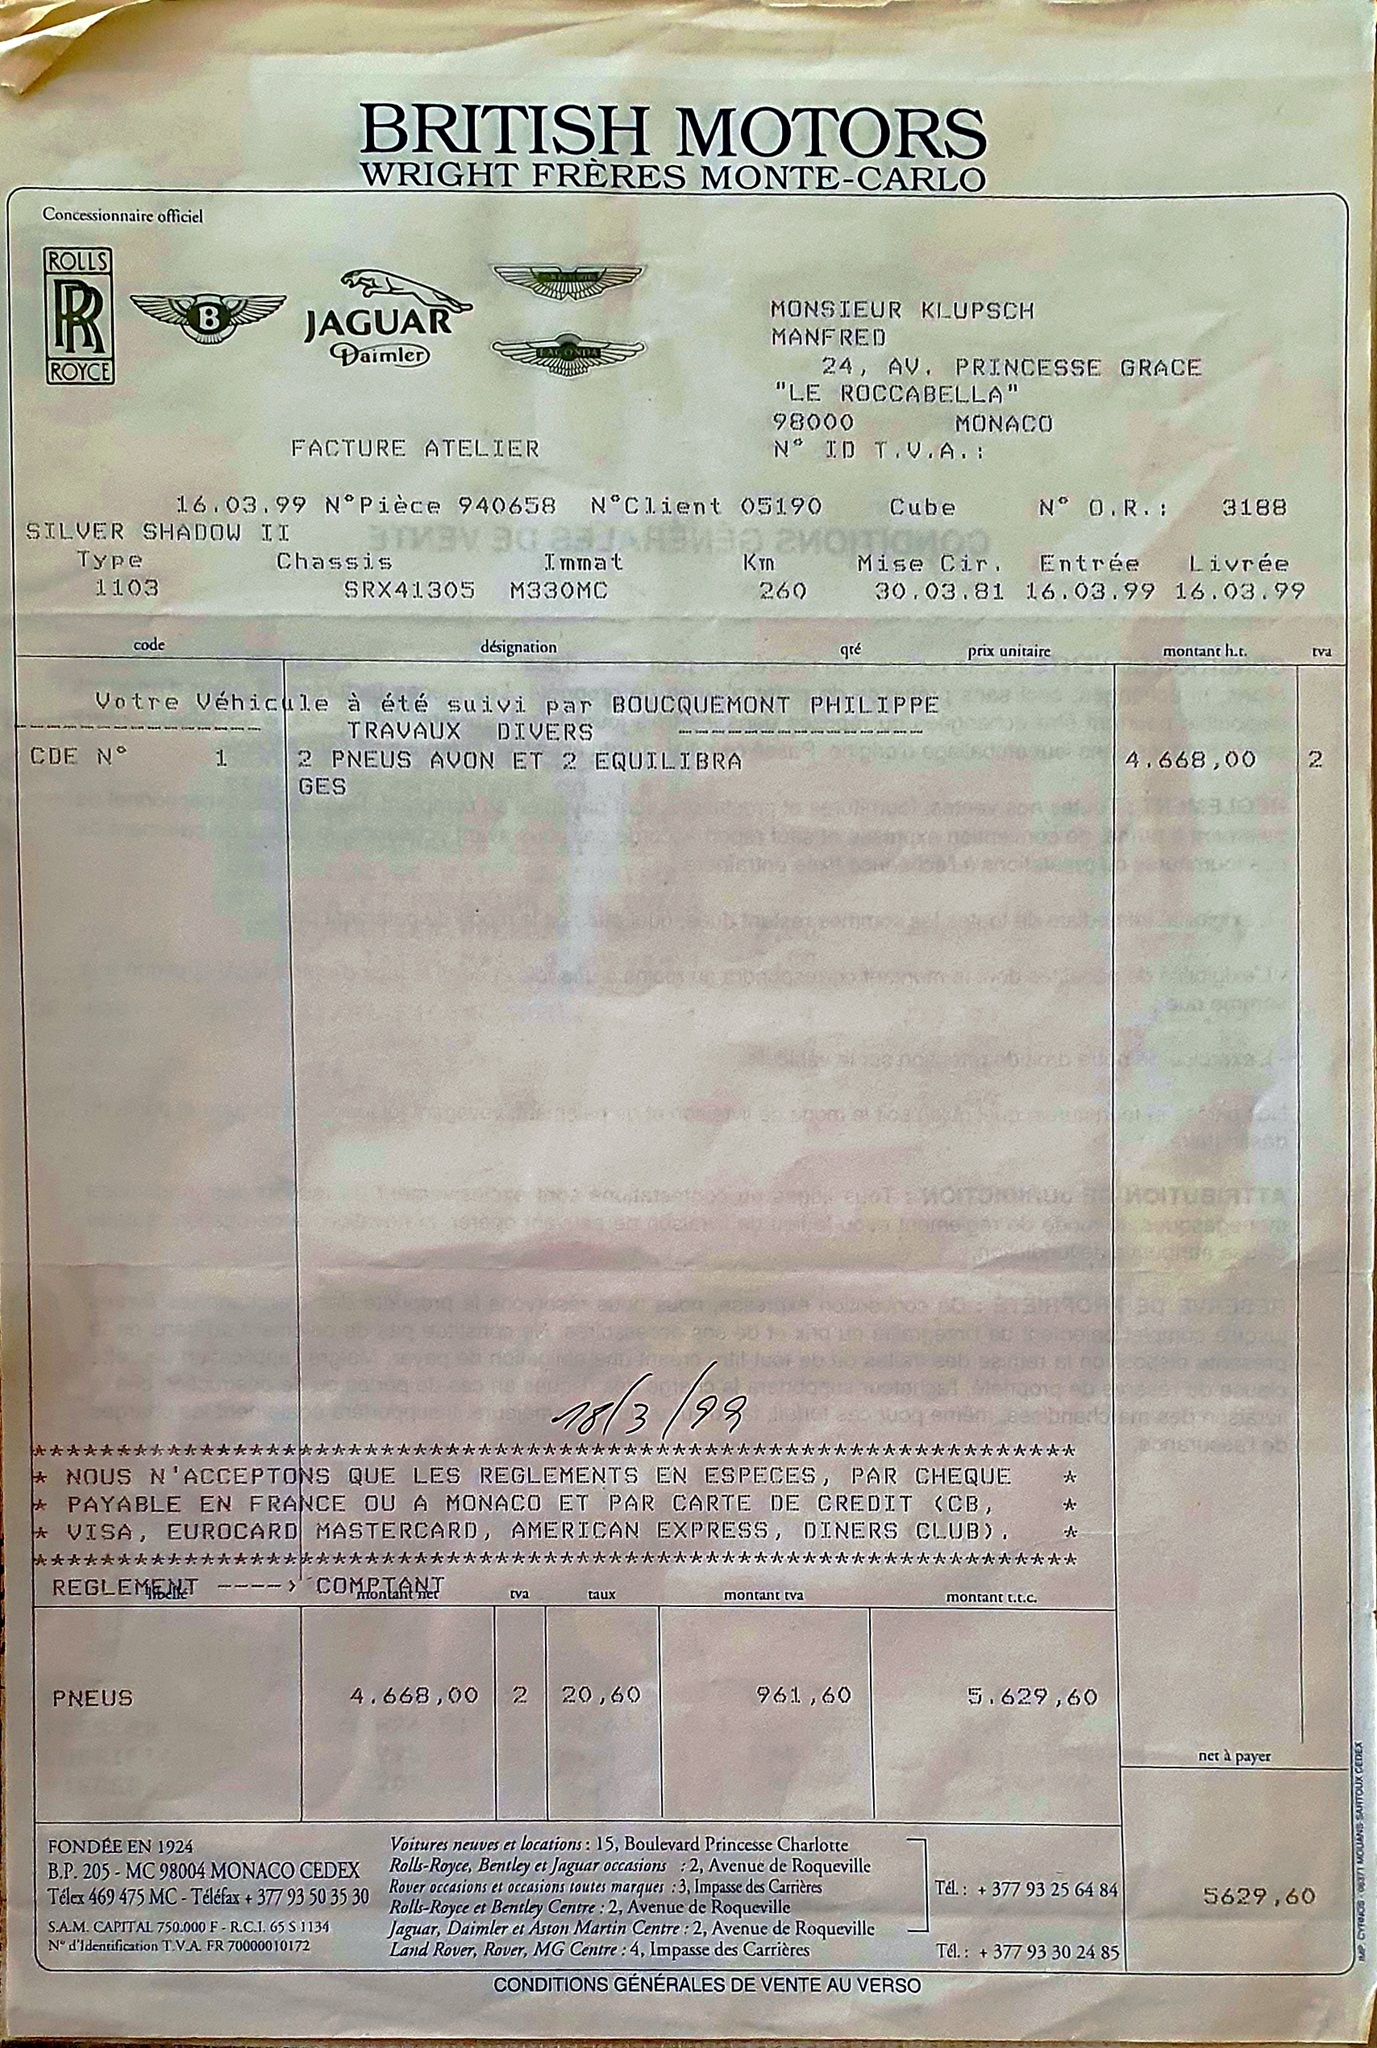 BRITISH MOTORS
WRIGHT FRÈRES MONTE-CARLO
Concessionnaire officiel
ROLLS
RR
ROYCE
B
JAGUAR
Daimler
LAGONDA
MONSIEUR KLUPSCH
MANFRED
24, AV. PRINCESSE GRACE
"LE ROCCABELLA"
98000 MONACO
N° ID T.V.A.:
FACTURE ATELIER
16.03.99 N°Pièce 940658 N°Client 05190 Cube N° O.R.: 3188
SILVER SHADOW II
Type Chassis Immat Km Mise Cir. Entrée Livrée
1103 SRX41305 M330MC 260 30.03.81 16.03.99 16.03.99
code désignation qté prix unitaire montant h.t. tva
Votre Véhicule à été suivi par BOUCQUEMONT PHILIPPE
--------------- TRAVAUX DIVERS ---------------
CDE N° 1 2 PNEUS AVON ET 2 EQUILIBRA 4.668,00 2
GES
18/3/99
****************************************************************
* NOUS N'ACCEPTONS QUE LES REGLEMENTS EN ESPECES, PAR CHEQUE *
* PAYABLE EN FRANCE OU A MONACO ET PAR CARTE DE CREDIT (CB, *
* VISA, EUROCARD MASTERCARD, AMERICAN EXPRESS, DINERS CLUB). *
****************************************************************
REGLEMENT ----> COMPTANT
libellé montant net tva taux montant tva montant t.t.c.
PNEUS 4.668,00 2 20,60 961,60 5.629,60
net à payer
5629,60
FONDÉE EN 1924
B.P. 205 - MC 98004 MONACO CEDEX
Télex 469 475 MC - Téléfax + 377 93 50 35 30
S.A.M. CAPITAL 750.000 F - R.C.I. 65 S 1134
N° d'Identification T.V.A. FR 70000010172
Voitures neuves et locations : 15, Boulevard Princesse Charlotte
Rolls-Royce, Bentley et Jaguar occasions : 2, Avenue de Roqueville
Rover occasions et occasions toutes marques : 3, Impasse des Carrières
Rolls-Royce et Bentley Centre : 2, Avenue de Roqueville
Jaguar, Daimler et Aston Martin Centre : 2, Avenue de Roqueville
Land Rover, Rover, MG Centre : 4, Impasse des Carrières
Tél. : + 377 93 25 64 84
Tél. : + 377 93 30 24 85
IMP. CYRNOS - 06371 MOUANS-SARTOUX CEDEX
CONDITIONS GÉNÉRALES DE VENTE AU VERSO